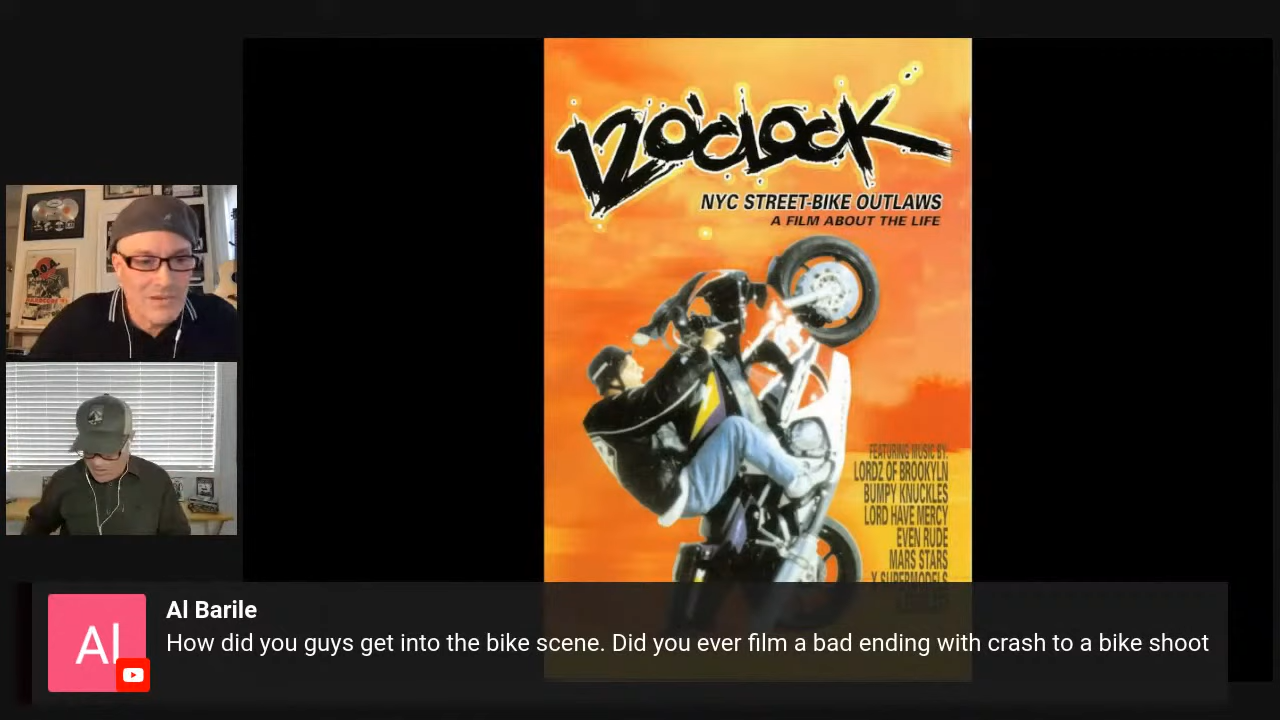 12 O'CLOCK
NYC STREET-BIKE OUTLAWS
A FILM ABOUT THE LIFE
D.O.A.
FEATURING MUSIC BY:
LORDZ OF BROOKYLN
BUMPY KNUCKLES
LORD HAVE MERCY
EVEN RUDE
MARS STARS
X SUPERMODELS
Al
Al Barile
How did you guys get into the bike scene. Did you ever film a bad ending with crash to a bike shoot